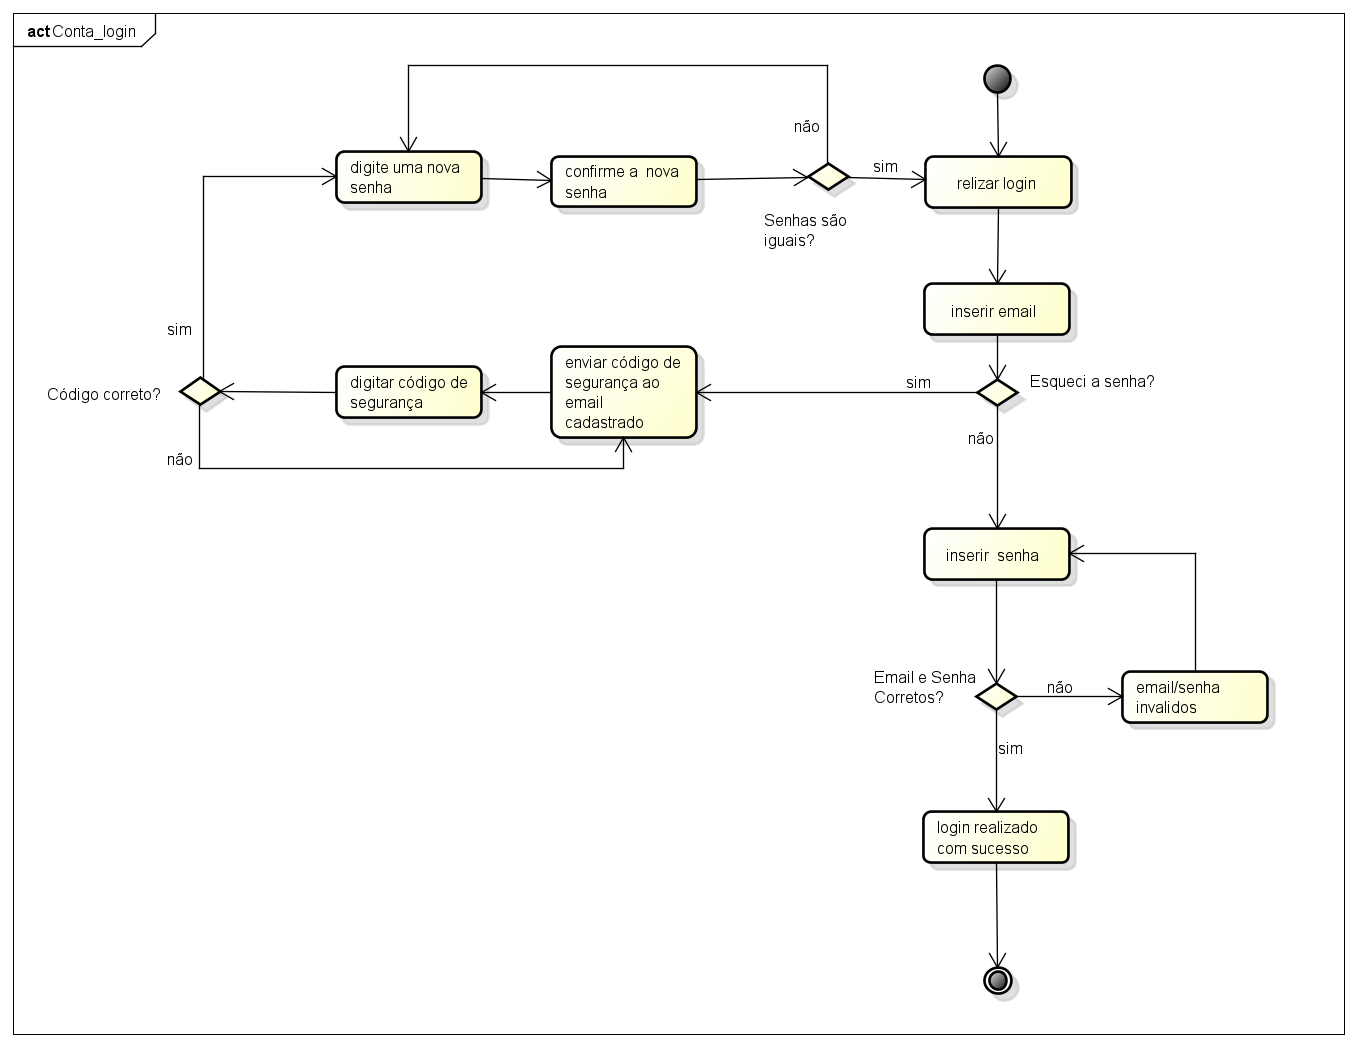 act Conta_login
não
digite uma nova
senha
confirme a  nova
senha
sim
relizar login
Senhas são
iguais?
inserir email
sim
Código correto?
digitar código de
segurança
enviar código de
segurança ao
email
cadastrado
sim
Esqueci a senha?
não
não
inserir  senha
Email e Senha
Corretos?
não
email/senha
invalidos
sim
login realizado
com sucesso